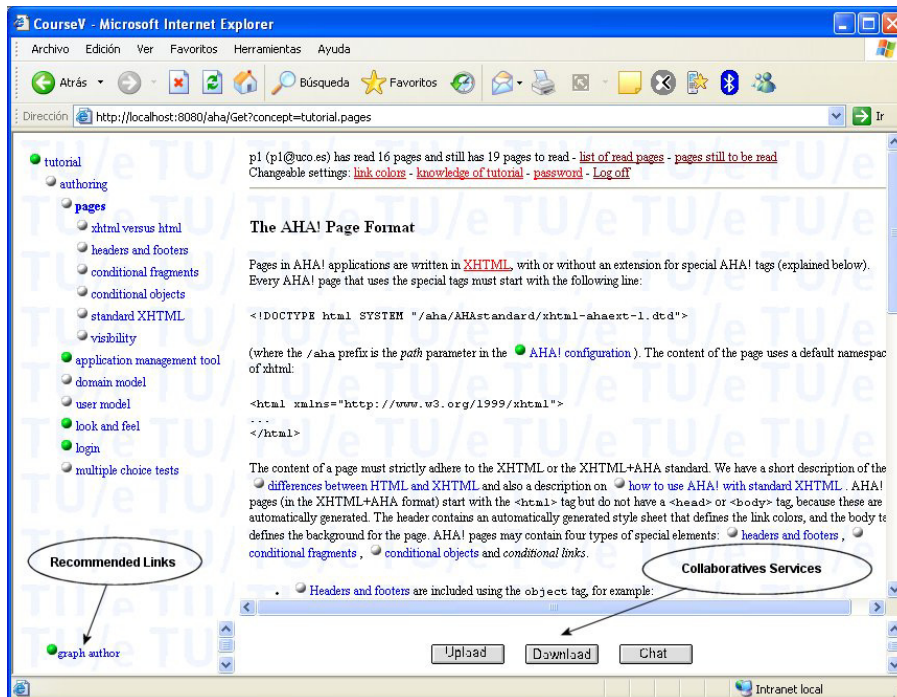 CourseV - Microsoft Internet Explorer
Archivo Edición Ver Favoritos Herramientas Ayuda
Atrás Búsqueda Favoritos
Dirección http://localhost:8080/aha/Get?concept=tutorial.pages Ir
tutorial
authoring
pages
xhtml versus html
headers and footers
conditional fragments
conditional objects
standard XHTML
visibility
application management tool
domain model
user model
look and feel
login
multiple choice tests
Recommended Links
graph author
p1 (p1@uco.es) has read 16 pages and still has 19 pages to read - list of read pages - pages still to be read
Changeable settings: link colors - knowledge of tutorial - password - Log off
The AHA! Page Format
Pages in AHA! applications are written in XHTML, with or without an extension for special AHA! tags (explained below).
Every AHA! page that uses the special tags must start with the following line:
<!DOCTYPE html SYSTEM "/aha/AHAstandard/xhtml-ahaext-1.dtd">
(where the /aha prefix is the path parameter in the AHA! configuration ). The content of the page uses a default namespac
of xhtml:
<html xmlns="http://www.w3.org/1999/xhtml">
...
</html>
The content of a page must strictly adhere to the XHTML or the XHTML+AHA standard. We have a short description of the
differences between HTML and XHTML and also a description on how to use AHA! with standard XHTML . AHA!
pages (in the XHTML+AHA format) start with the <html> tag but do not have a <head> or <body> tag, because these are
automatically generated. The header contains an automatically generated style sheet that defines the link colors, and the body ta
defines the background for the page. AHA! pages may contain four types of special elements: headers and footers ,
conditional fragments , conditional objects and conditional links.
Collaboratives Services
Headers and footers are included using the object tag, for example:
Upload Download Chat
Intranet local
TU/e